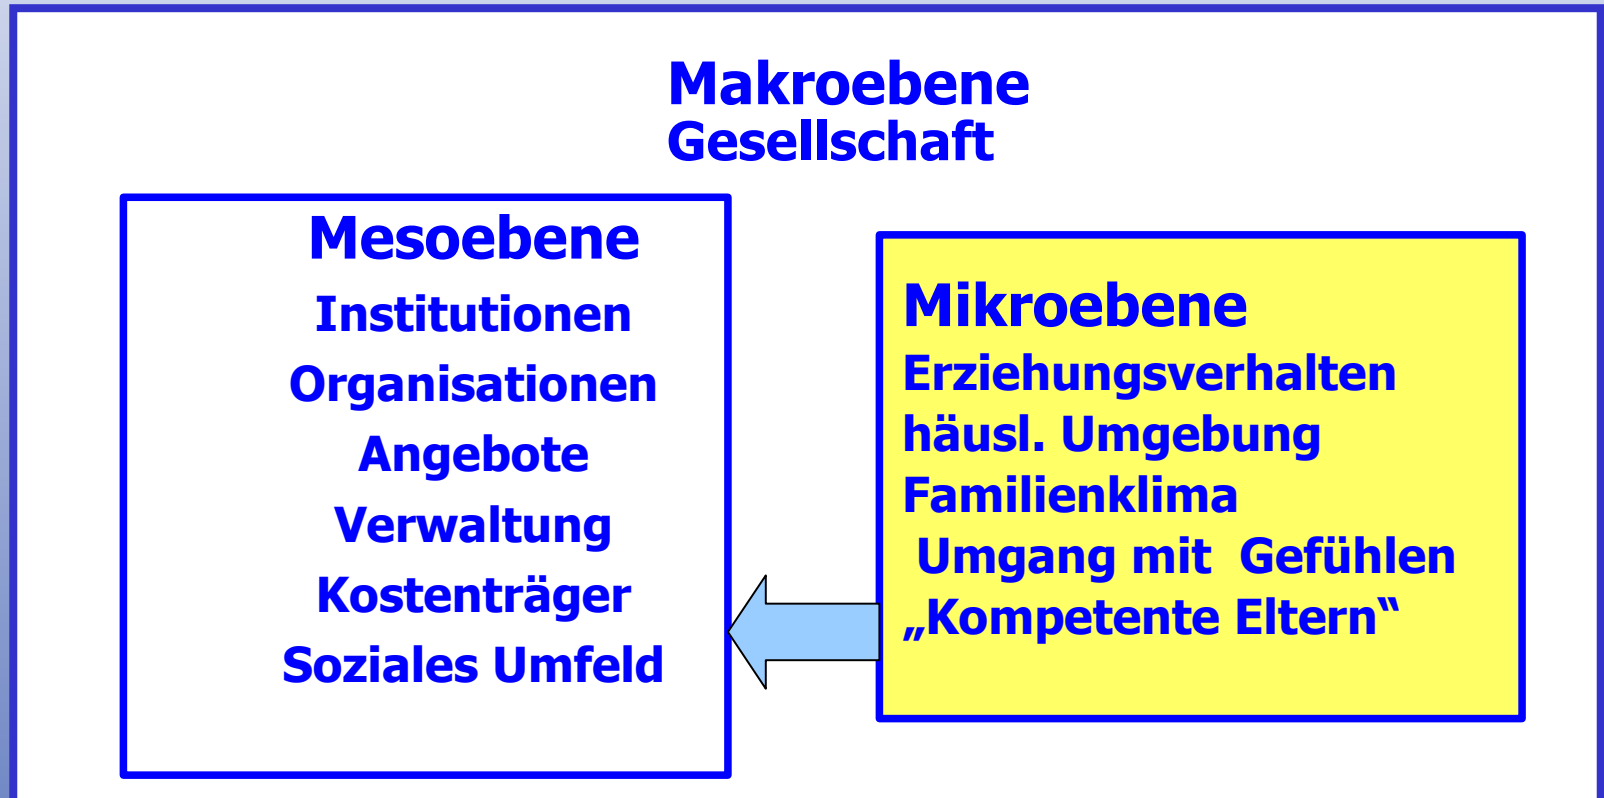 Makroebene
Gesellschaft
Mesoebene
Institutionen
Organisationen
Angebote
Verwaltung
Kostenträger
Soziales Umfeld
Mikroebene
Erziehungsverhalten
häusl. Umgebung
Familienklima
Umgang mit  Gefühlen
„Kompetente Eltern“